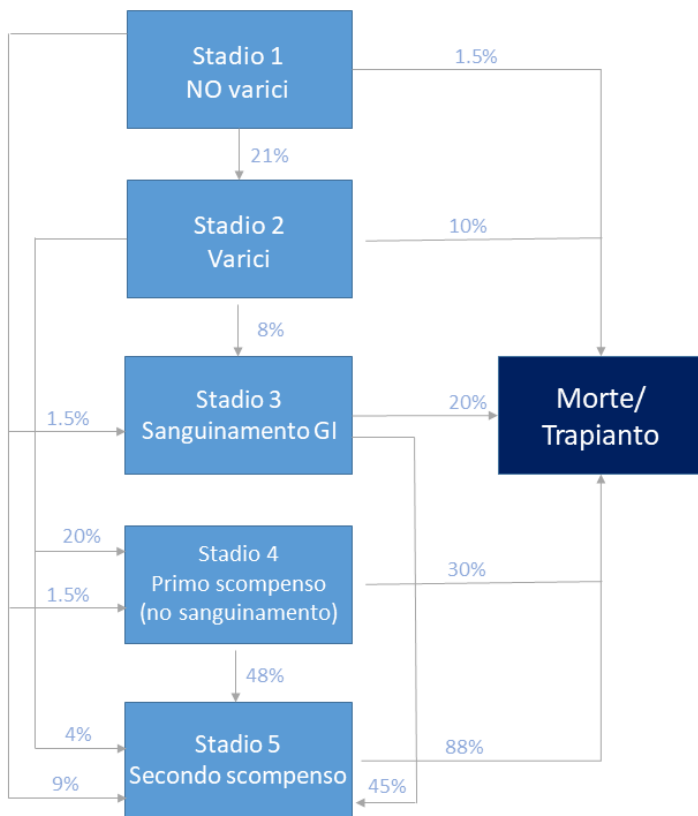 Stadio 1
NO varici
1.5%
21%
Stadio 2
Varici
10%
8%
Stadio 3
Sanguinamento GI
1.5%
20%
Morte/
Trapianto
20%
Stadio 4
Primo scompenso
(no sanguinamento)
1.5%
30%
48%
Stadio 5
Secondo scompenso
4%
88%
9%
45%